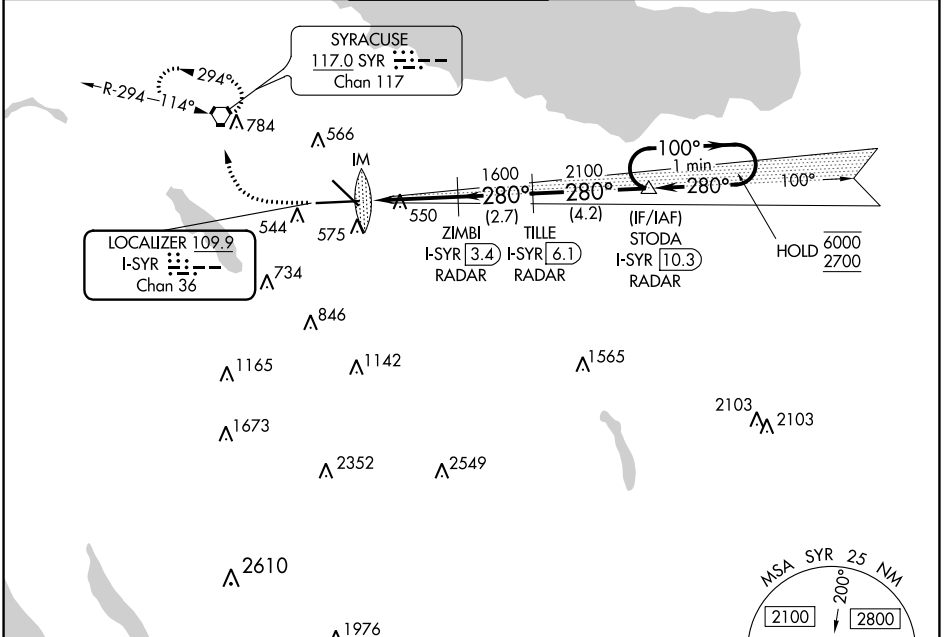 SYRACUSE
117.0 SYR
Chan 117
294°
R-294
114°
784
566
IM
1600
2100
100°
1 min
280°
280°
280°
100°
(2.7)
(4.2)
550
544
575
ZIMBI
I-SYR 3.4
RADAR
TILLE
I-SYR 6.1
RADAR
(IF/IAF)
STODA
I-SYR 10.3
RADAR
HOLD 6000
2700
LOCALIZER 109.9
I-SYR
Chan 36
734
846
1165
1142
1565
1673
2103
2103
2352
2549
2610
1976
MSA SYR 25 NM
200°
2100
2800